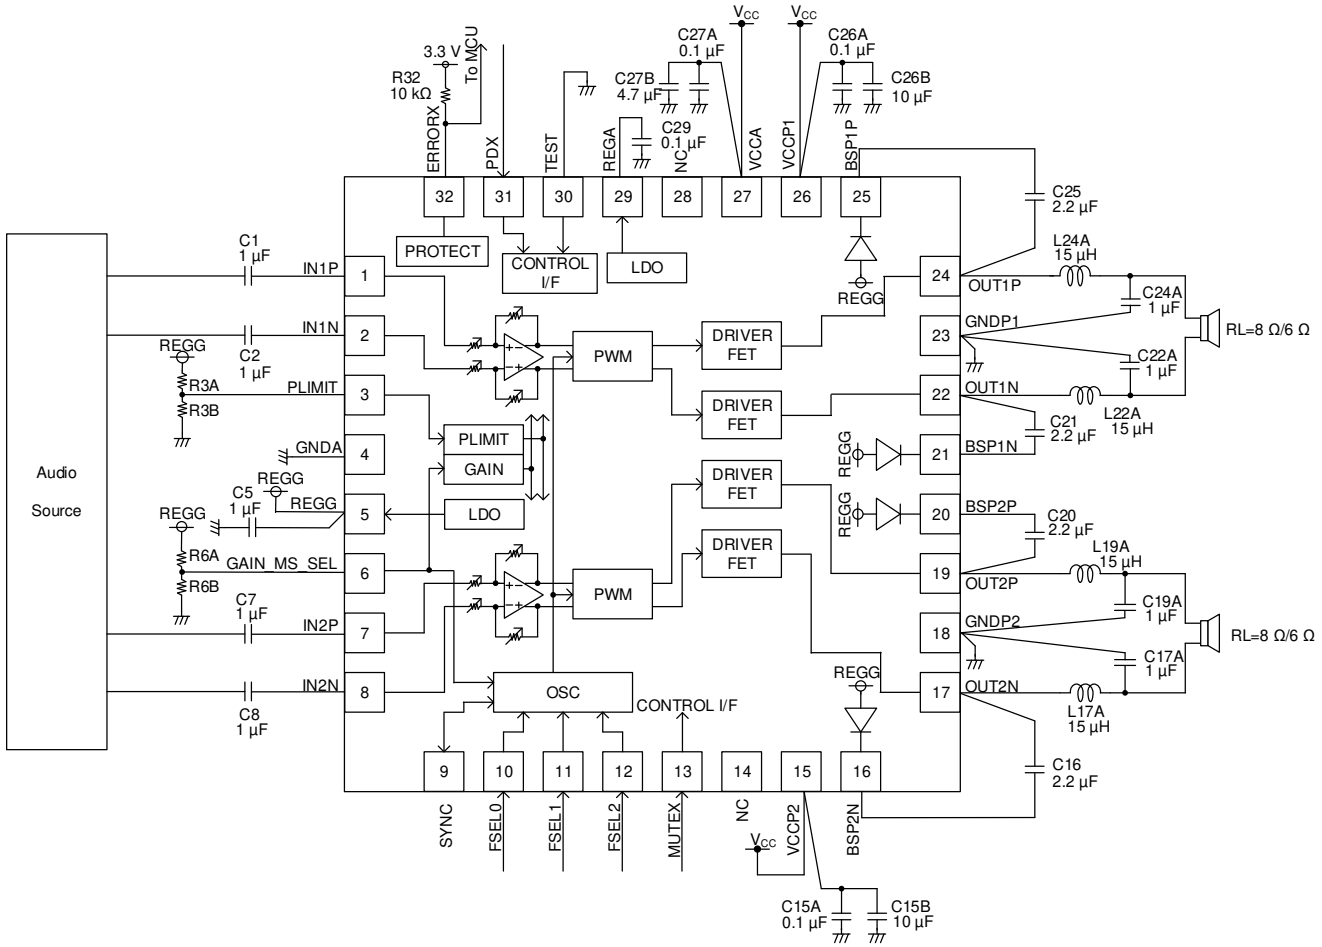 VCC
VCC
C27A
0.1 µF
C26A
0.1 µF
3.3 V
To MCU
R32
10 kΩ
C27B
4.7 µF
C26B
10 µF
C29
0.1 µF
ERRORX
PDX
TEST
REGA
NC
VCCA
VCCP1
BSP1P
32
31
30
29
28
27
26
25
C25
2.2 µF
PROTECT
CONTROL
I/F
LDO
REGG
C1
1 µF
IN1P
1
24
OUT1P
L24A
15 µH
C24A
1 µF
IN1N
2
C2
1 µF
REGG
R3A
R3B
PLIMIT
3
PWM
DRIVER
FET
DRIVER
FET
23
GNDP1
RL=8 Ω/6 Ω
C22A
1 µF
22
OUT1N
L22A
15 µH
C21
2.2 µF
PLIMIT
GAIN
GNDA
4
REGG
21
BSP1N
Audio
Source
REGG
REGG
C5
1 µF
5
LDO
DRIVER
FET
REGG
20
BSP2P
C20
2.2 µF
REGG
R6A
R6B
GAIN_MS_SEL
6
DRIVER
FET
19
OUT2P
L19A
15 µH
C19A
1 µF
PWM
C7
1 µF
IN2P
7
18
GNDP2
RL=8 Ω/6 Ω
C17A
1 µF
IN2N
8
C8
1 µF
OSC
CONTROL I/F
REGG
17
OUT2N
L17A
15 µH
C16
2.2 µF
9
10
11
12
13
14
15
16
SYNC
FSEL0
FSEL1
FSEL2
MUTEX
NC
VCCP2
BSP2N
VCC
C15A
0.1 µF
C15B
10 µF